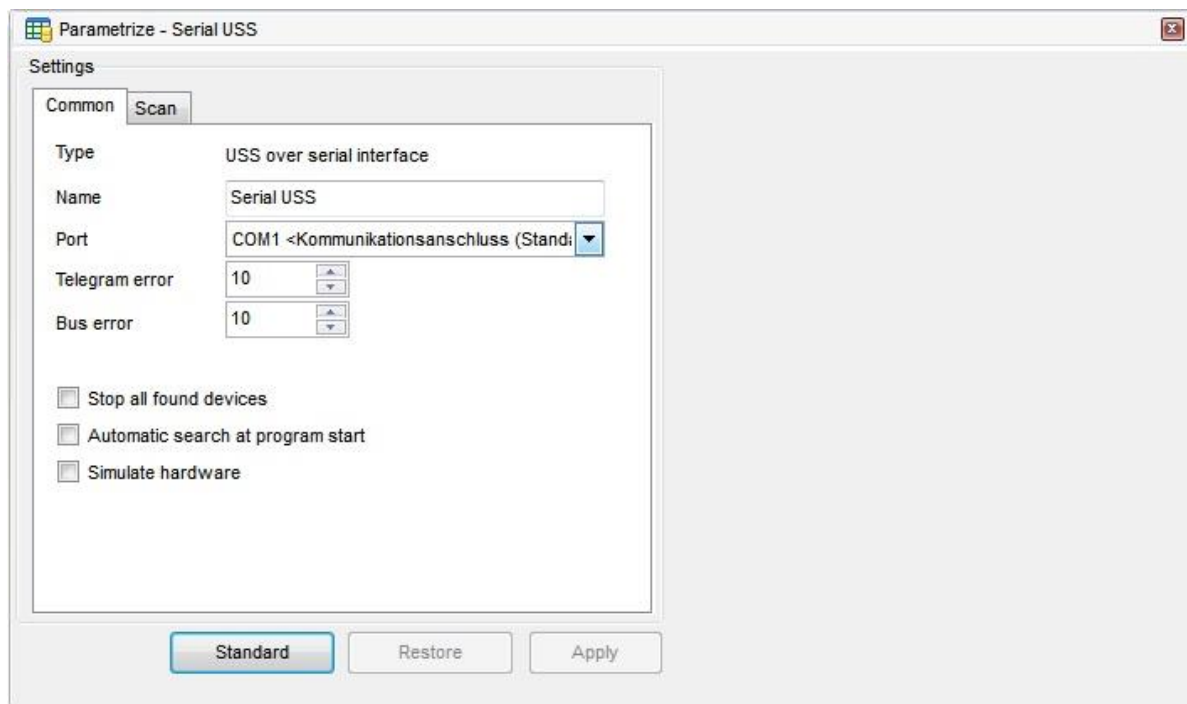 Parametrize - Serial USS
Settings
Common Scan
Type USS over serial interface
Name Serial USS
Port COM1 <Kommunikationsanschluss (Standa
Telegram error 10
Bus error 10
Stop all found devices
Automatic search at program start
Simulate hardware
Standard Restore Apply